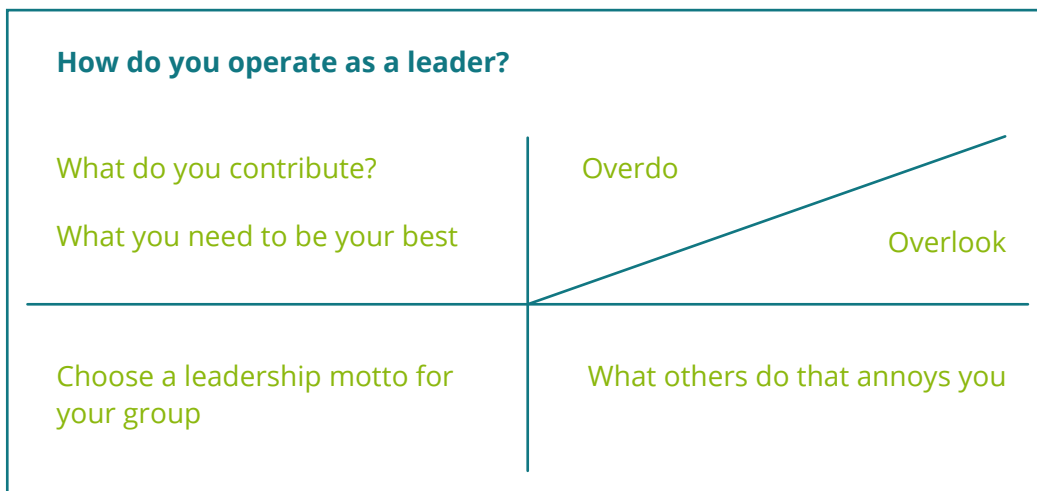 How do you operate as a leader?
What do you contribute?
What you need to be your best
Overdo
Overlook
Choose a leadership motto for
your group
What others do that annoys you